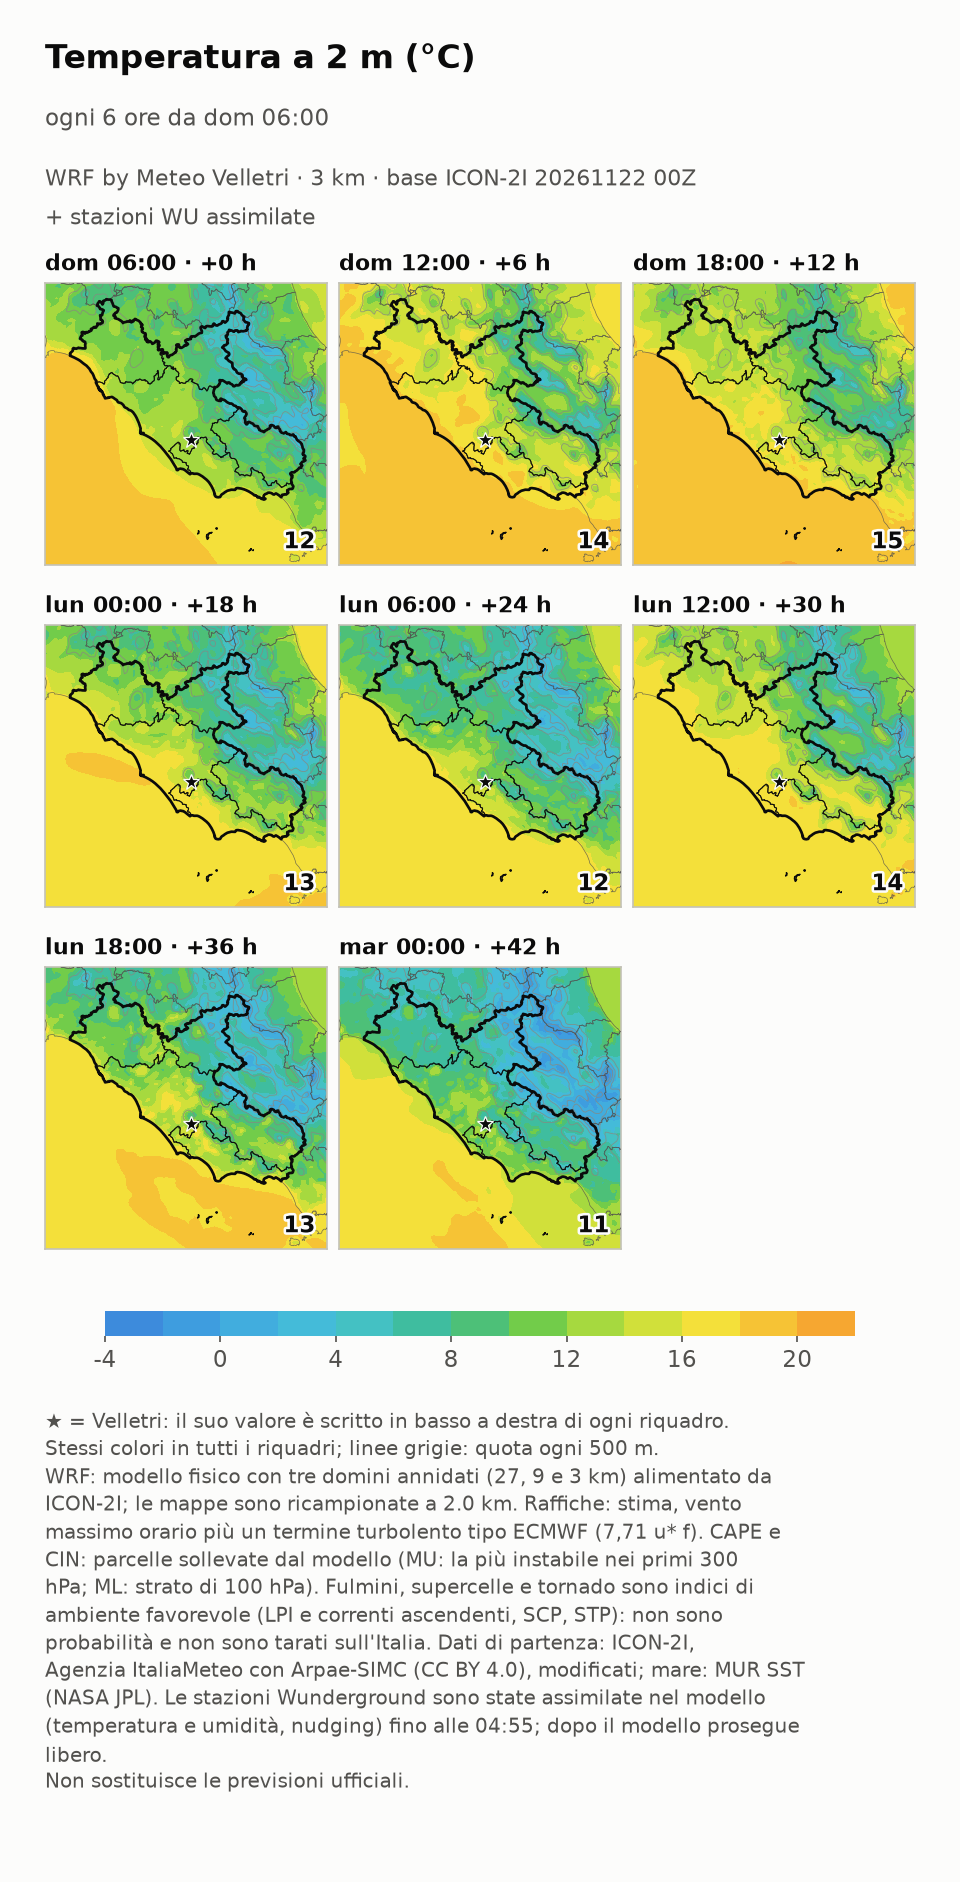 Temperatura a 2 m (°C)
ogni 6 ore da dom 06:00
WRF by Meteo Velletri · 3 km · base ICON-2I 20261122 00Z
+ stazioni WU assimilate
dom 06:00 · +0 h
dom 12:00 · +6 h
dom 18:00 · +12 h
12
14
15
lun 00:00 · +18 h
lun 06:00 · +24 h
lun 12:00 · +30 h
13
12
14
lun 18:00 · +36 h
mar 00:00 · +42 h
13
11
-4 0 4 8 12 16 20
★ = Velletri: il suo valore è scritto in basso a destra di ogni riquadro.
Stessi colori in tutti i riquadri; linee grigie: quota ogni 500 m.
WRF: modello fisico con tre domini annidati (27, 9 e 3 km) alimentato da
ICON-2I; le mappe sono ricampionate a 2.0 km. Raffiche: stima, vento
massimo orario più un termine turbolento tipo ECMWF (7,71 u* f). CAPE e
CIN: parcelle sollevate dal modello (MU: la più instabile nei primi 300
hPa; ML: strato di 100 hPa). Fulmini, supercelle e tornado sono indici di
ambiente favorevole (LPI e correnti ascendenti, SCP, STP): non sono
probabilità e non sono tarati sull'Italia. Dati di partenza: ICON-2I,
Agenzia ItaliaMeteo con Arpae-SIMC (CC BY 4.0), modificati; mare: MUR SST
(NASA JPL). Le stazioni Wunderground sono state assimilate nel modello
(temperatura e umidità, nudging) fino alle 04:55; dopo il modello prosegue
libero.
Non sostituisce le previsioni ufficiali.